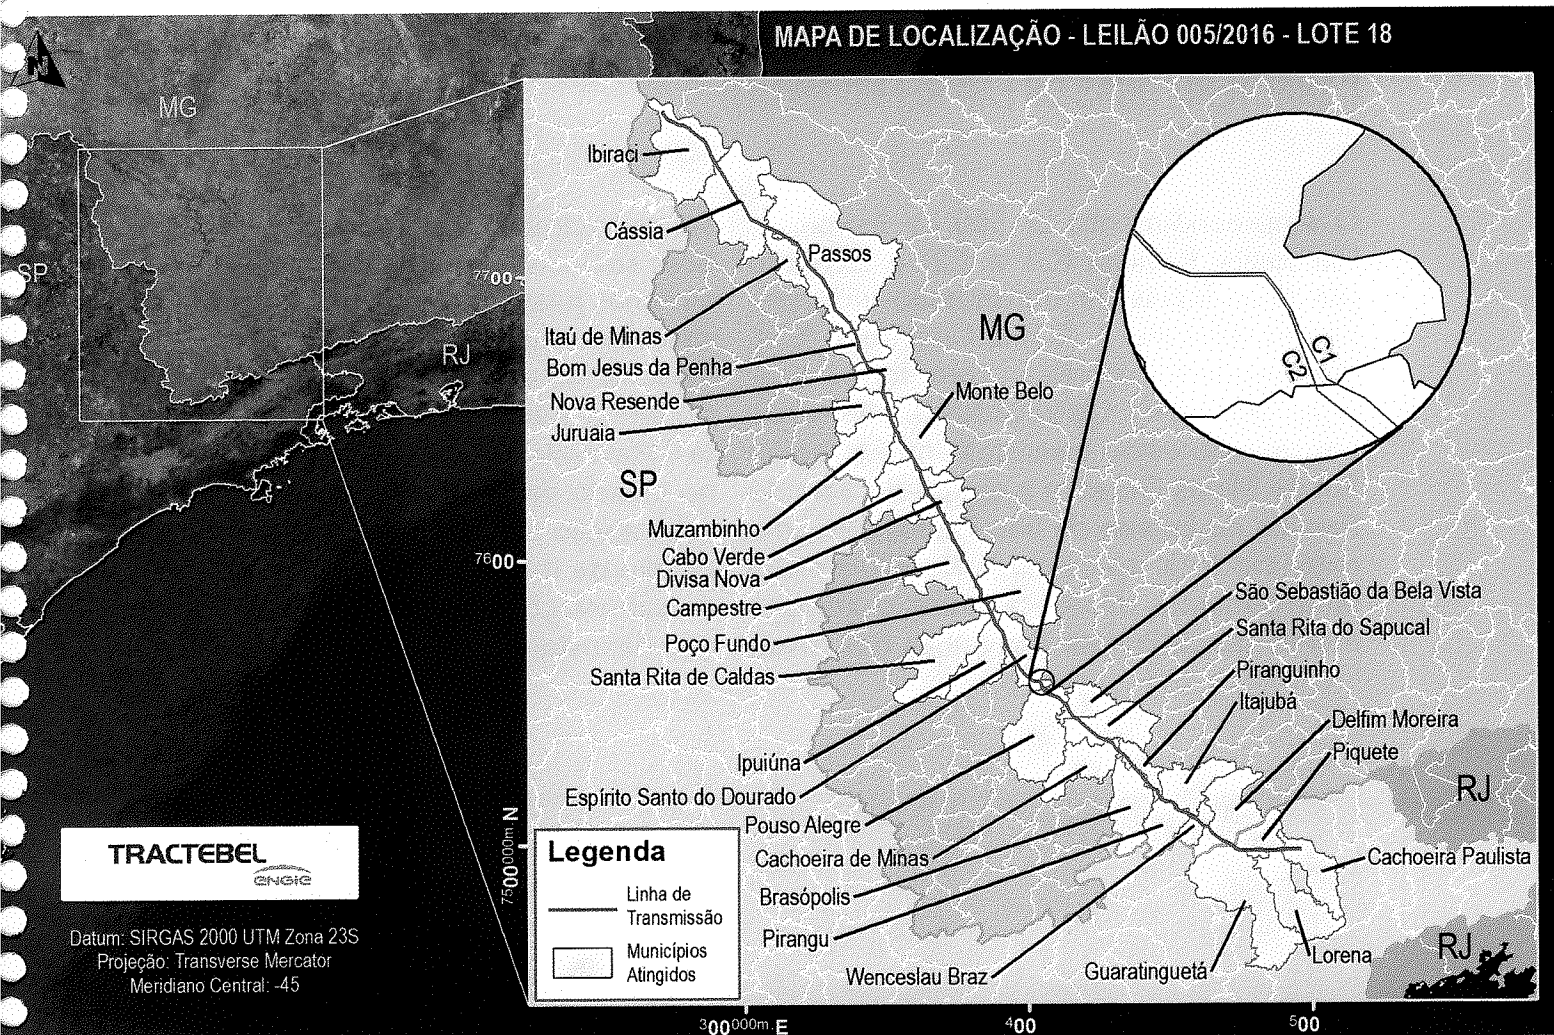 MAPA DE LOCALIZAÇÃO - LEILÃO 005/2016 - LOTE 18
N
MG
SP
RJ
Ibiraci
Cássia
Passos
Itaú de Minas
Bom Jesus da Penha
Nova Resende
Juruaia
MG
Monte Belo
SP
C1
C2
Muzambinho
Cabo Verde
Divisa Nova
Campestre
Poço Fundo
Santa Rita de Caldas
São Sebastião da Bela Vista
Santa Rita do Sapucal
Piranguinho
Itajubá
Delfim Moreira
Piquete
Ipuiúna
Espírito Santo do Dourado
Pouso Alegre
Cachoeira de Minas
Brasópolis
Pirangu
Wenceslau Braz
Guaratinguetá
Lorena
Cachoeira Paulista
RJ
RJ
7700
7600
7500000m N
300000m. E
400
500
Legenda
Linha de
Transmissão
Municípios
Atingidos
TRACTEBEL
ENGIE
Datum: SIRGAS 2000 UTM Zona 23S
Projeção: Transverse Mercator
Meridiano Central: -45